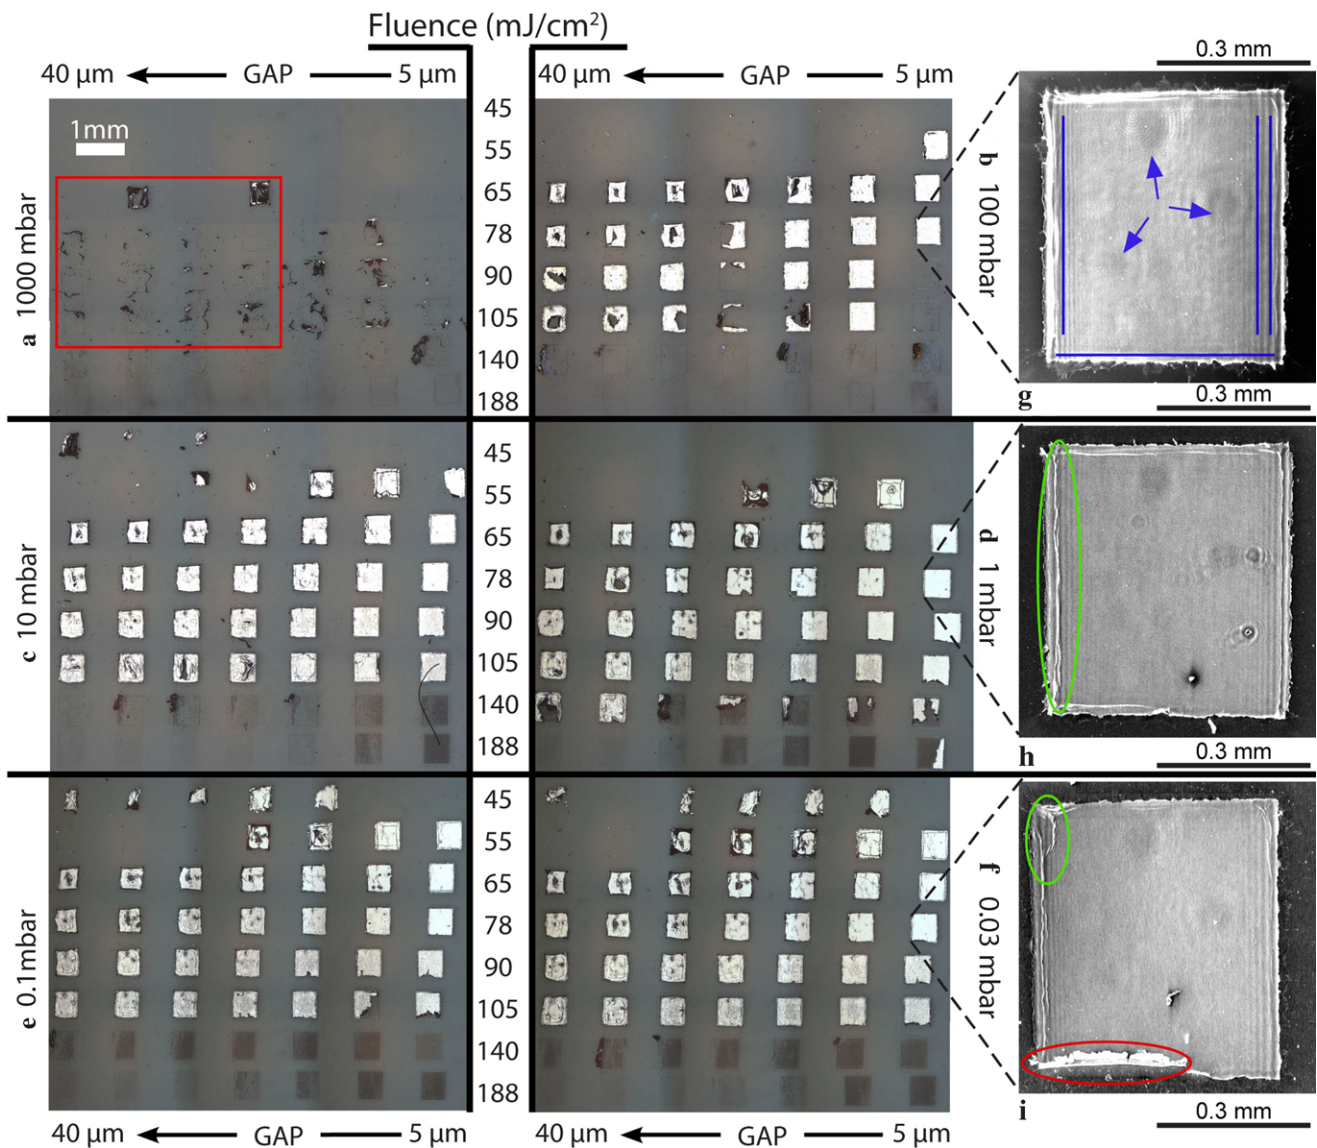 Fluence (mJ/cm²)
40 µm GAP 5 µm
40 µm GAP 5 µm
0.3 mm
1mm
45
55
65
78
90
105
140
188
a 1000 mbar
b 100 mbar
g
0.3 mm
45
55
65
78
90
105
140
188
c 10 mbar
d 1 mbar
h
0.3 mm
45
55
65
78
90
105
140
188
e 0.1mbar
f 0.03 mbar
i
0.3 mm
40 µm GAP 5 µm
40 µm GAP 5 µm